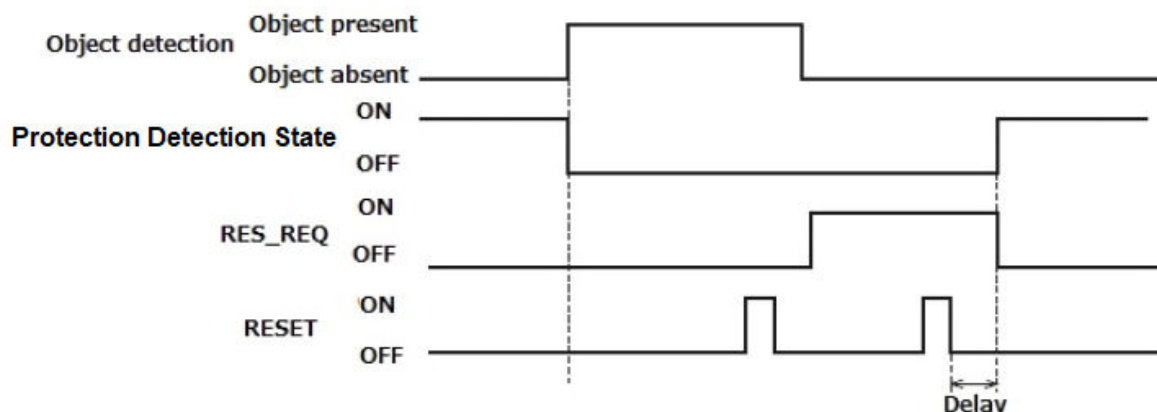 Object detection
Object present
Object absent
Protection Detection State
ON
OFF
RES_REQ
ON
OFF
RESET
ON
OFF
Delay